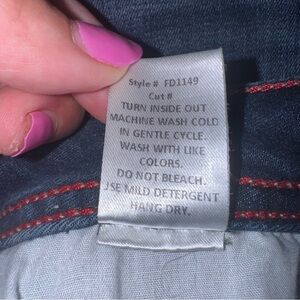 Style # FD1149
Cut #
TURN INSIDE OUT
MACHINE WASH COLD
IN GENTLE CYCLE.
WASH WITH LIKE
COLORS.
DO NOT BLEACH.
USE MILD DETERGENT
HANG DRY.